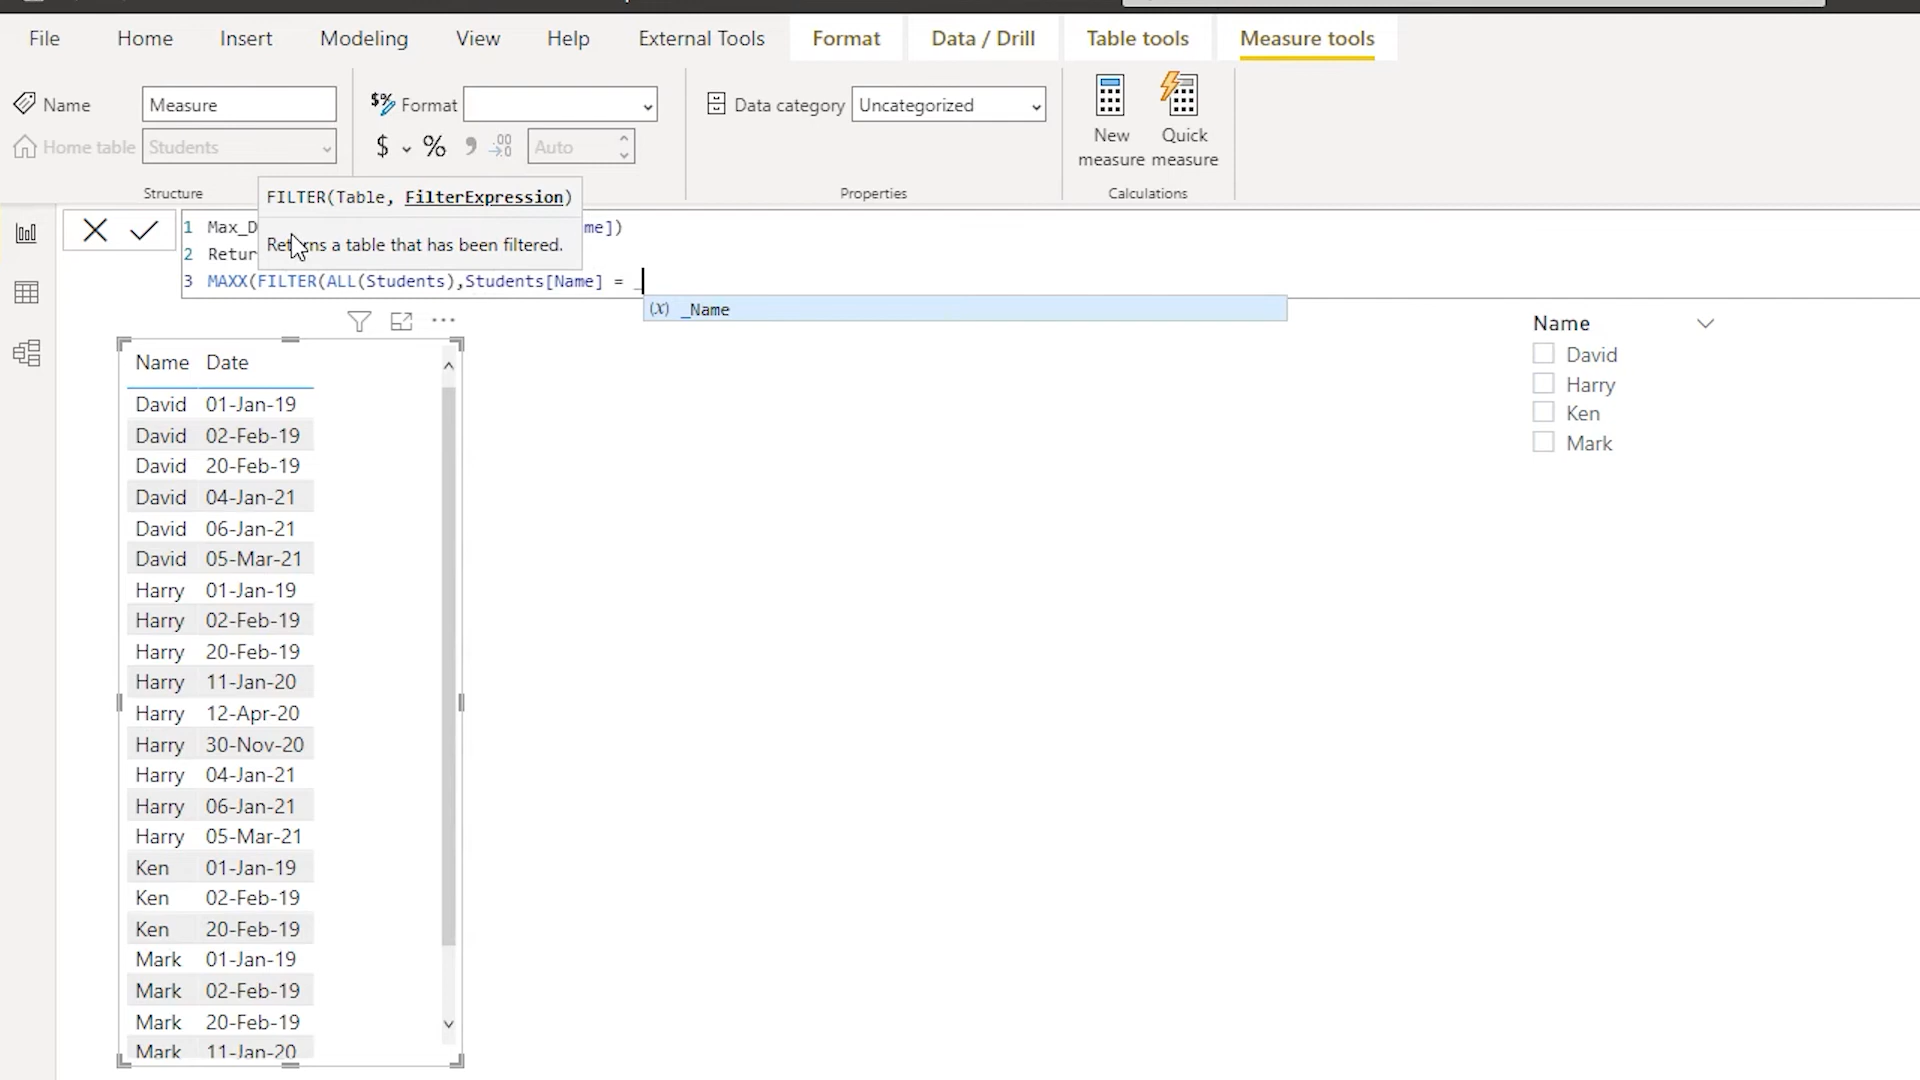 File Home Insert Modeling View Help External Tools Format Data / Drill Table tools Measure tools
Name Measure
Format
Data category Uncategorized
Home table Students
$ % , .00 Auto
New measure
Quick measure
Structure
Properties
Calculations
FILTER(Table, FilterExpression)
Returns a table that has been filtered.
1 Max_D me])
2 Retur
3 MAXX(FILTER(ALL(Students),Students[Name] = _
(x) _Name
Name
David
Harry
Ken
Mark
Name Date
David 01-Jan-19
David 02-Feb-19
David 20-Feb-19
David 04-Jan-21
David 06-Jan-21
David 05-Mar-21
Harry 01-Jan-19
Harry 02-Feb-19
Harry 20-Feb-19
Harry 11-Jan-20
Harry 12-Apr-20
Harry 30-Nov-20
Harry 04-Jan-21
Harry 06-Jan-21
Harry 05-Mar-21
Ken 01-Jan-19
Ken 02-Feb-19
Ken 20-Feb-19
Mark 01-Jan-19
Mark 02-Feb-19
Mark 20-Feb-19
Mark 11-Jan-20